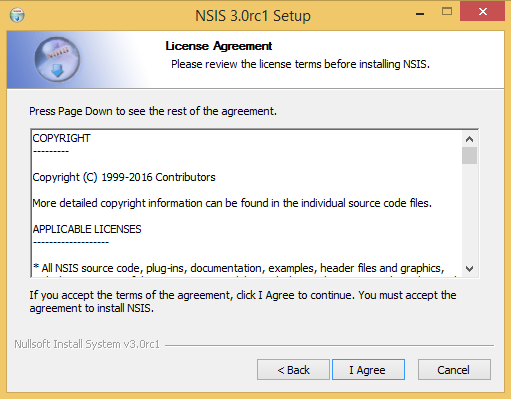 NSIS 3.0rc1 Setup
License Agreement
Please review the license terms before installing NSIS.
Press Page Down to see the rest of the agreement.
COPYRIGHT
---------
Copyright (C) 1999-2016 Contributors
More detailed copyright information can be found in the individual source code files.
APPLICABLE LICENSES
-------------------
* All NSIS source code, plug-ins, documentation, examples, header files and graphics,
If you accept the terms of the agreement, click I Agree to continue. You must accept the
agreement to install NSIS.
Nullsoft Install System v3.0rc1
< Back
I Agree
Cancel